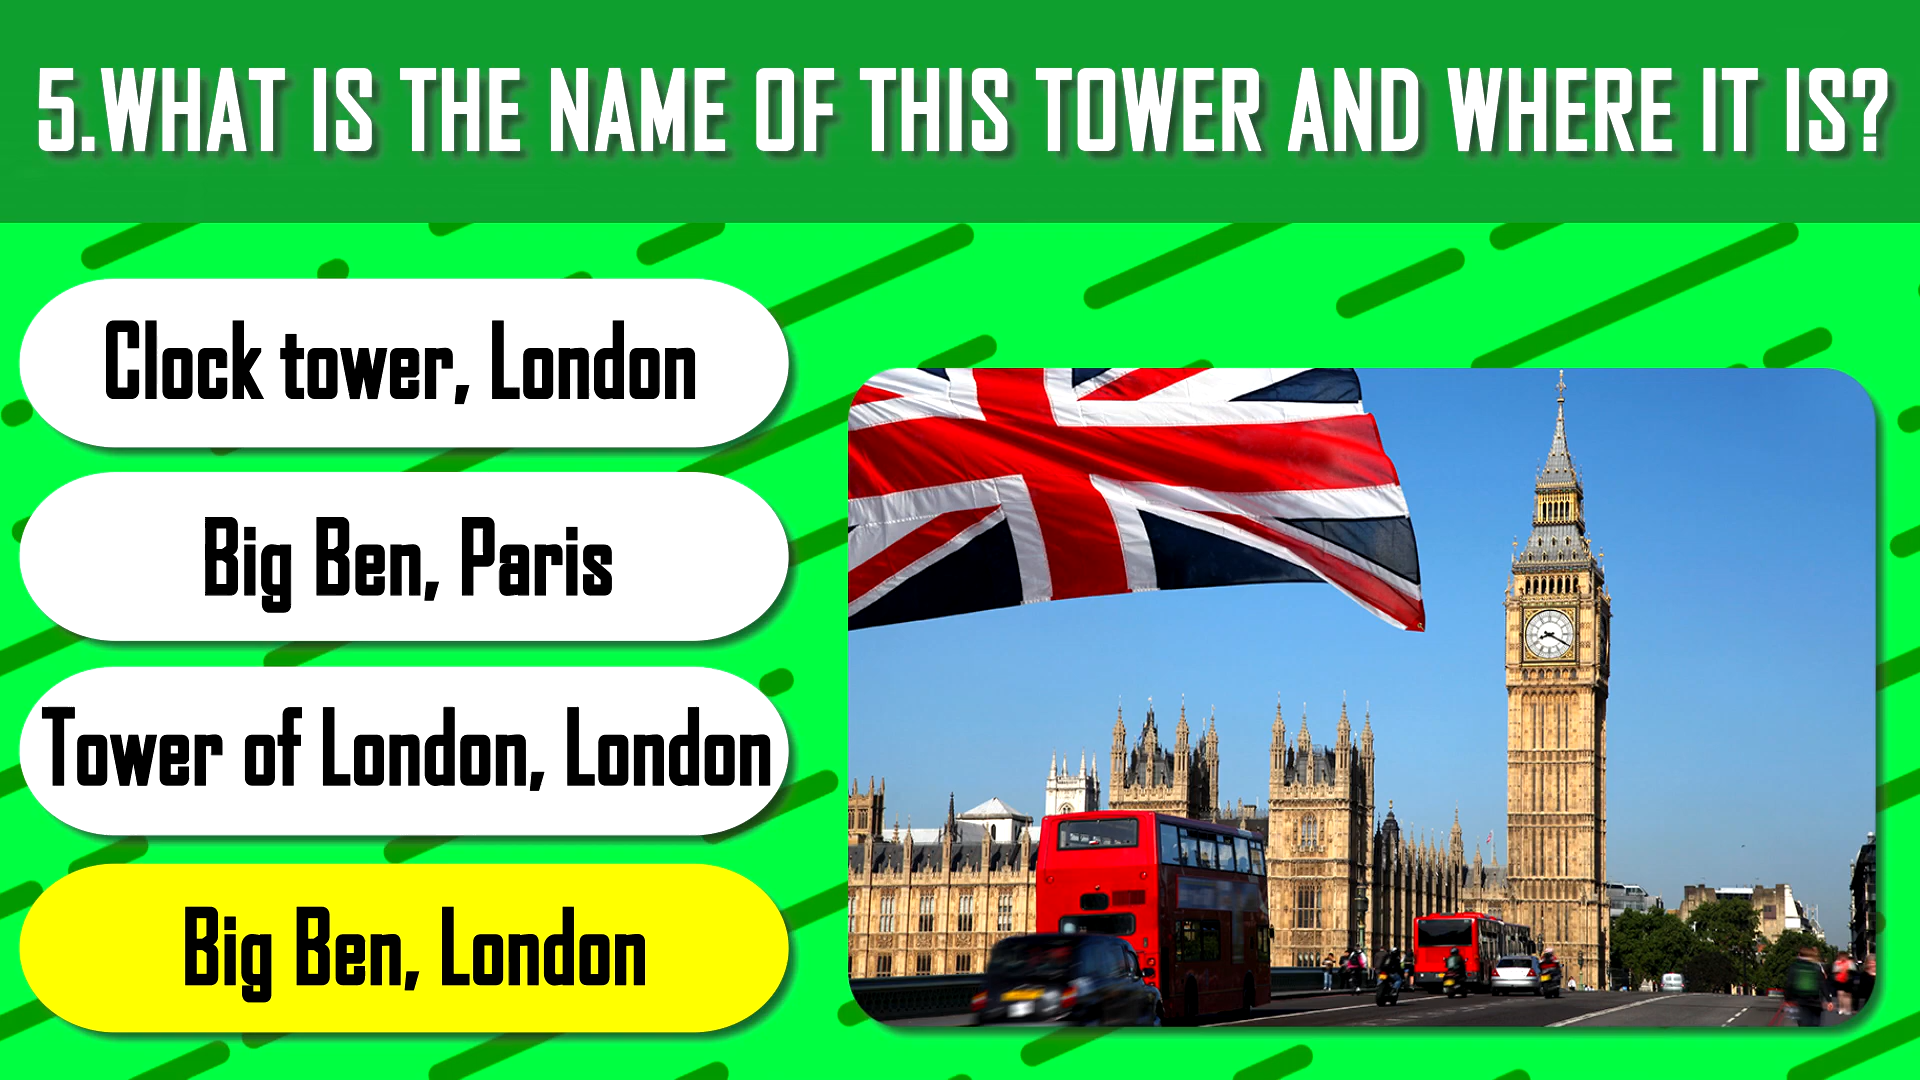 5.WHAT IS THE NAME OF THIS TOWER AND WHERE IT IS?
Clock tower, London
Big Ben, Paris
Tower of London, London
Big Ben, London